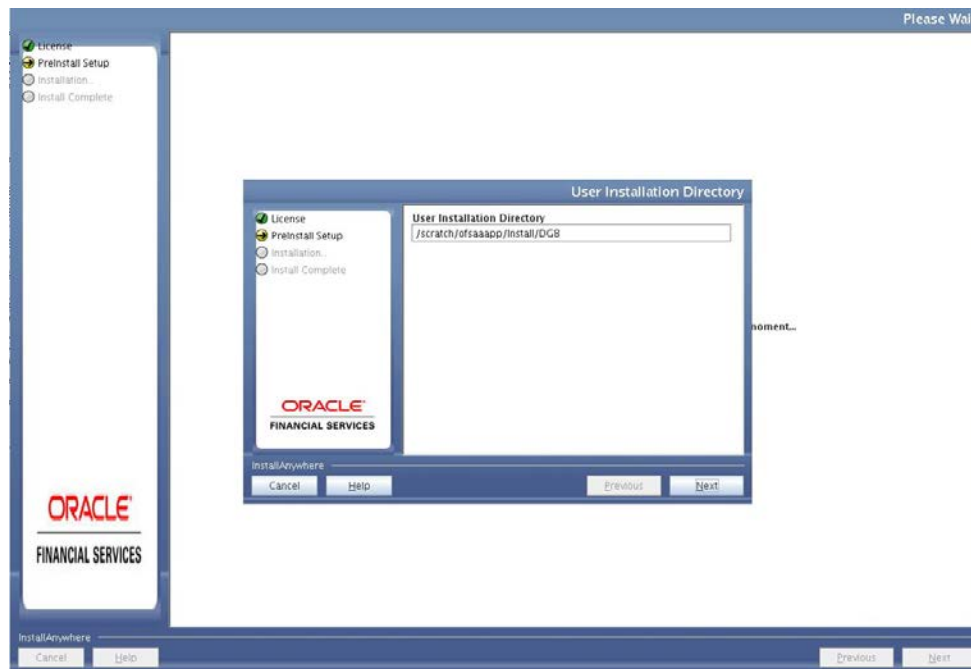 Please Wai
License
PreInstall Setup
Installation..
Install Complete
User Installation Directory
License
PreInstall Setup
Installation..
Install Complete
User Installation Directory
/scratch/ofsaaapp/Install/DG8
moment...
ORACLE
FINANCIAL SERVICES
InstallAnywhere
Cancel
Help
Previous
Next
ORACLE
FINANCIAL SERVICES
InstallAnywhere
Cancel
Help
Previous
Next